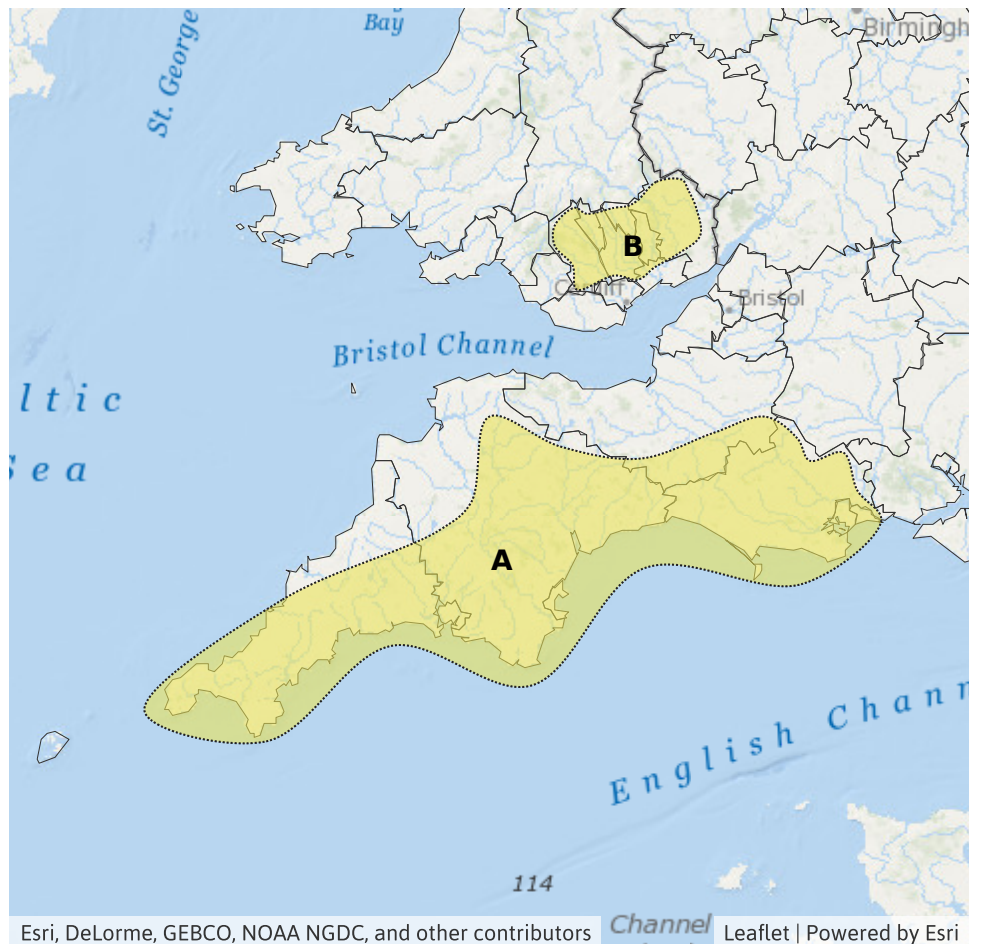 Bay
Birmingh
St. George
B
Cardiff
Bristol
Bristol Channel
ltic
Sea
A
English Chann
114
Channel
Esri, DeLorme, GEBCO, NOAA NGDC, and other contributors
Leaflet | Powered by Esri